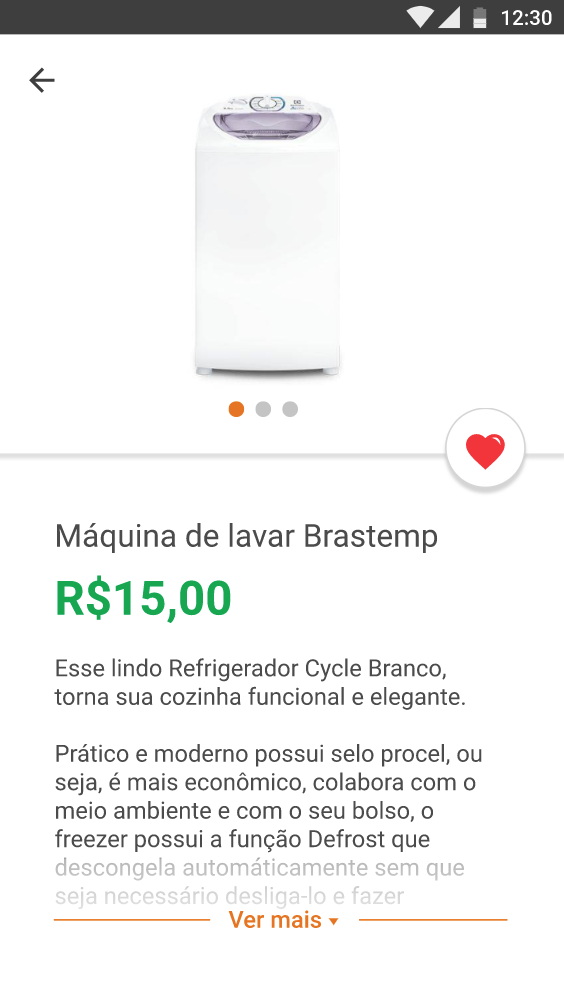 12:30
Máquina de lavar Brastemp
R$15,00
Esse lindo Refrigerador Cycle Branco,
torna sua cozinha funcional e elegante.
Prático e moderno possui selo procel, ou
seja, é mais econômico, colabora com o
meio ambiente e com o seu bolso, o
freezer possui a função Defrost que
descongela automáticamente sem que
seja necessário desliga-lo e fazer
Ver mais